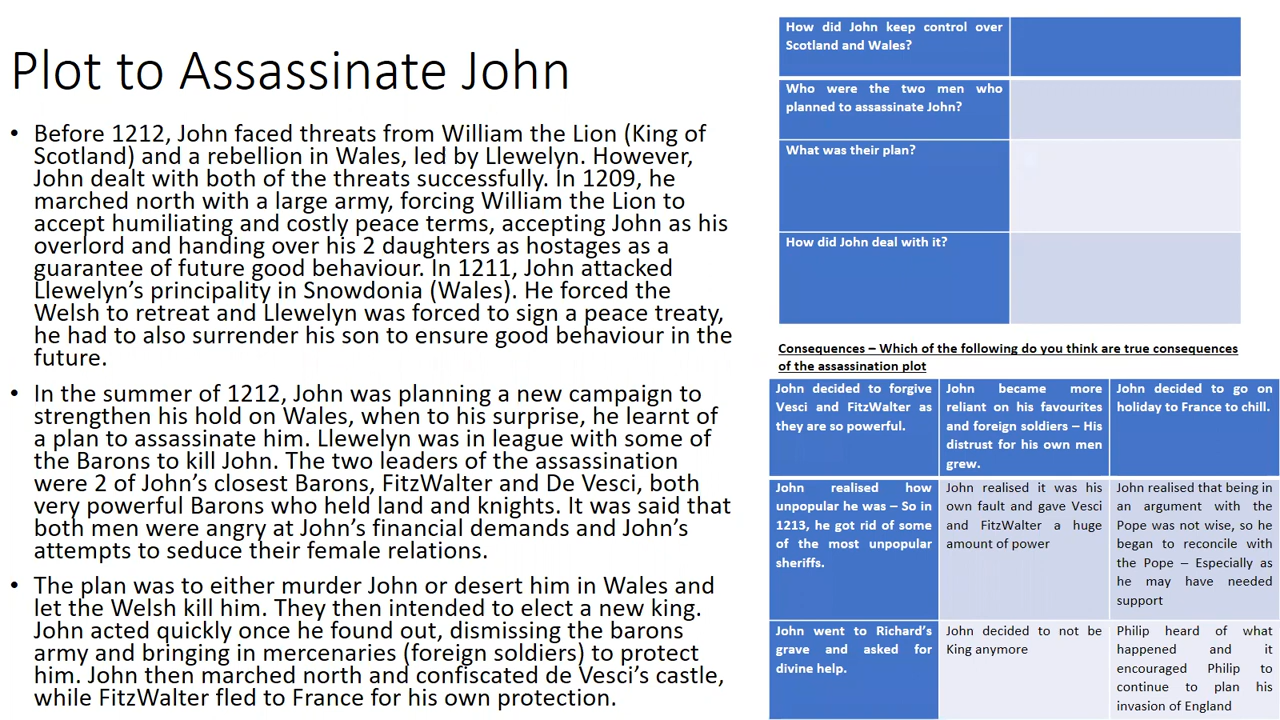 Plot to Assassinate John
• Before 1212, John faced threats from William the Lion (King of
Scotland) and a rebellion in Wales, led by Llewelyn. However,
John dealt with both of the threats successfully. In 1209, he
marched north with a large army, forcing William the Lion to
accept humiliating and costly peace terms, accepting John as his
overlord and handing over his 2 daughters as hostages as a
guarantee of future good behaviour. In 1211, John attacked
Llewelyn's principality in Snowdonia (Wales). He forced the
Welsh to retreat and Llewelyn was forced to sign a peace treaty,
he had to also surrender his son to ensure good behaviour in the
future.
• In the summer of 1212, John was planning a new campaign to
strengthen his hold on Wales, when to his surprise, he learnt of
a plan to assassinate him. Llewelyn was in league with some of
the Barons to kill John. The two leaders of the assassination
were 2 of John's closest Barons, FitzWalter and De Vesci, both
very powerful Barons who held land and knights. It was said that
both men were angry at John's financial demands and John's
attempts to seduce their female relations.
• The plan was to either murder John or desert him in Wales and
let the Welsh kill him. They then intended to elect a new king.
John acted quickly once he found out, dismissing the barons
army and bringing in mercenaries (foreign soldiers) to protect
him. John then marched north and confiscated de Vesci's castle,
while FitzWalter fled to France for his own protection.
How did John keep control over
Scotland and Wales?
Who were the two men who
planned to assassinate John?
What was their plan?
How did John deal with it?
Consequences – Which of the following do you think are true consequences
of the assassination plot
John decided to forgive
Vesci and FitzWalter as
they are so powerful.
John became more
reliant on his favourites
and foreign soldiers – His
distrust for his own men
grew.
John decided to go on
holiday to France to chill.
John realised how
unpopular he was – So in
1213, he got rid of some
of the most unpopular
sheriffs.
John realised it was his
own fault and gave Vesci
and FitzWalter a huge
amount of power
John realised that being in
an argument with the
Pope was not wise, so he
began to reconcile with
the Pope – Especially as
he may have needed
support
John went to Richard's
grave and asked for
divine help.
John decided to not be
King anymore
Philip heard of what
happened and it
encouraged Philip to
continue to plan his
invasion of England